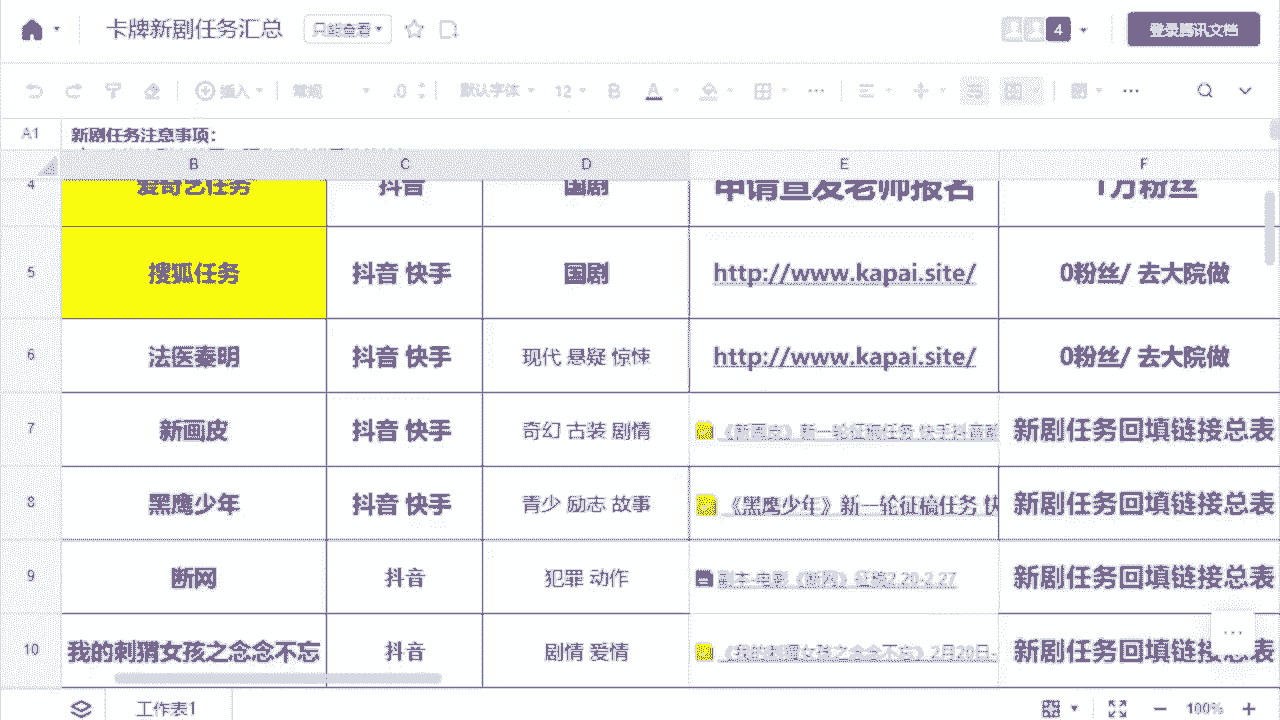 卡牌新剧任务汇总 只能查看 4 登录腾讯文档
插入 常规 .0 默认字体 12 B A
A1 新剧任务注意事项：
B C D E F
4 爱奇艺任务 抖音 国剧 申请宣发老师报名 1万粉丝
5 搜狐任务 抖音 快手 国剧 http://www.kapai.site/ 0粉丝/ 去大院做
6 法医秦明 抖音 快手 现代 悬疑 惊悚 http://www.kapai.site/ 0粉丝/ 去大院做
7 新画皮 抖音 快手 奇幻 古装 剧情 《新画皮》新一轮征稿任务 快手抖音 新剧任务回填链接总表
8 黑鹰少年 抖音 快手 青少 励志 故事 《黑鹰少年》新一轮征稿任务 快 新剧任务回填链接总表
9 断网 抖音 犯罪 动作 副本-电影《断网》征稿2.20-2.27 新剧任务回填链接总表
10 我的刺猬女孩之念念不忘 抖音 剧情 爱情 《我的刺猬女孩之念念不忘》2月20日- 新剧任务回填链接总表
工作表1 100%